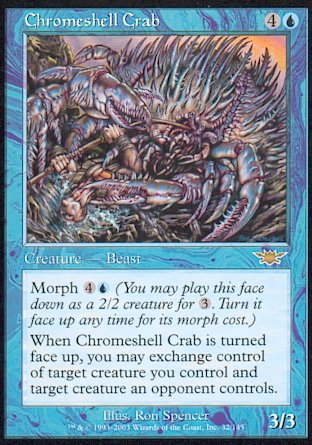 Chromeshell Crab 4
Creature — Beast
Morph 4 (You may play this face
down as a 2/2 creature for 3. Turn it
face up any time for its morph cost.)
When Chromeshell Crab is turned
face up, you may exchange control
of target creature you control and
target creature an opponent controls.
Illus. Ron Spencer
™ & © 1993–2003 Wizards of the Coast, Inc. 32/145
3/3